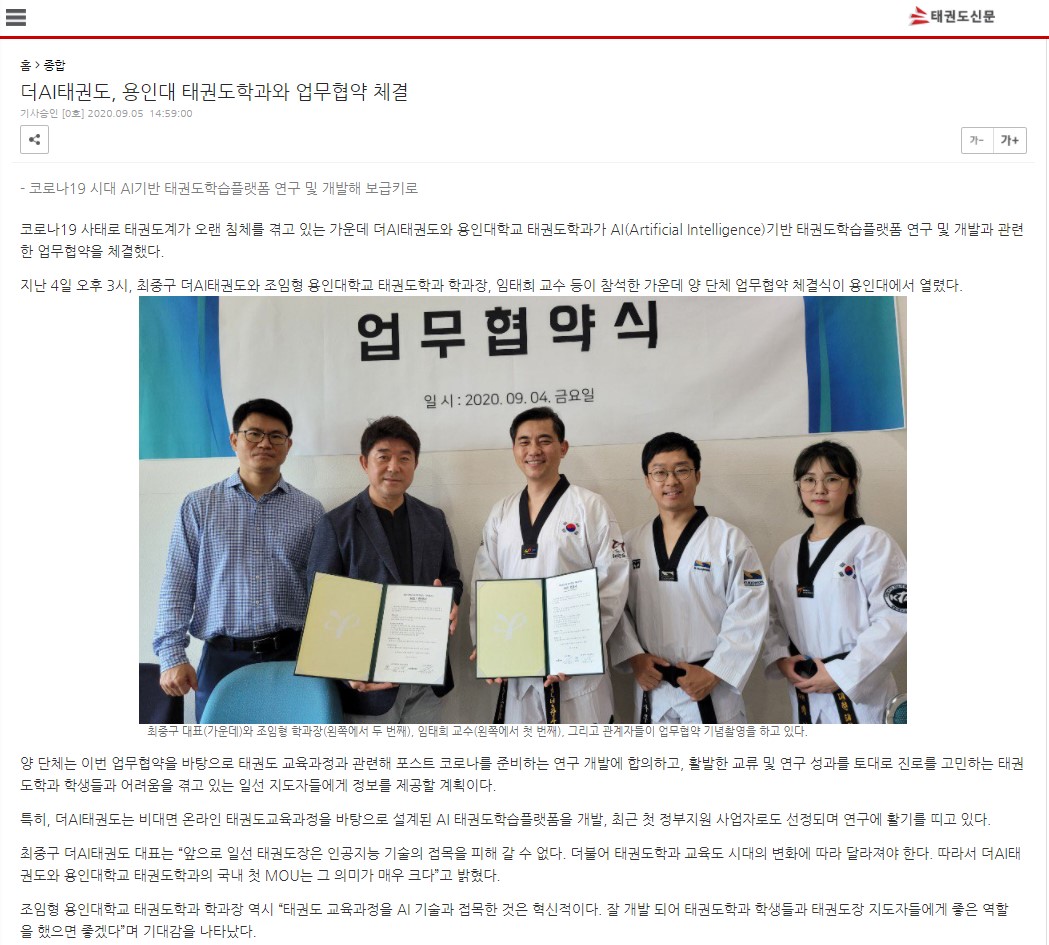 태권도신문
홈 > 종합
더AI태권도, 용인대 태권도학과와 업무협약 체결
기사승인 [0호] 2020.09.05 14:59:00
가- 가+
- 코로나19 시대 AI기반 태권도학습플랫폼 연구 및 개발해 보급키로
코로나19 사태로 태권도계가 오랜 침체를 겪고 있는 가운데 더AI태권도와 용인대학교 태권도학과가 AI(Artificial Intelligence)기반 태권도학습플랫폼 연구 및 개발과 관련
한 업무협약을 체결했다.
지난 4일 오후 3시, 최중구 더AI태권도와 조임형 용인대학교 태권도학과 학과장, 임태희 교수 등이 참석한 가운데 양 단체 업무협약 체결식이 용인대에서 열렸다.
업무협약식
일시 : 2020. 09. 04. 금요일
최중구 대표(가운데)와 조임형 학과장(왼쪽에서 두 번째), 임태희 교수(왼쪽에서 첫 번째), 그리고 관계자들이 업무협약 기념촬영을 하고 있다.
양 단체는 이번 업무협약을 바탕으로 태권도 교육과정과 관련해 포스트 코로나를 준비하는 연구 개발에 합의하고, 활발한 교류 및 연구 성과를 토대로 진로를 고민하는 태권
도학과 학생들과 어려움을 겪고 있는 일선 지도자들에게 정보를 제공할 계획이다.
특히, 더AI태권도는 비대면 온라인 태권도교육과정을 바탕으로 설계된 AI 태권도학습플랫폼을 개발, 최근 첫 정부지원 사업자로도 선정되며 연구에 활기를 띠고 있다.
최중구 더AI태권도 대표는 “앞으로 일선 태권도장은 인공지능 기술의 접목을 피해 갈 수 없다. 더불어 태권도학과 교육도 시대의 변화에 따라 달라져야 한다. 따라서 더AI태
권도와 용인대학교 태권도학과의 국내 첫 MOU는 그 의미가 매우 크다”고 밝혔다.
조임형 용인대학교 태권도학과 학과장 역시 “태권도 교육과정을 AI 기술과 접목한 것은 혁신적이다. 잘 개발 되어 태권도학과 학생들과 태권도장 지도자들에게 좋은 역할
을 했으면 좋겠다”며 기대감을 나타났다.